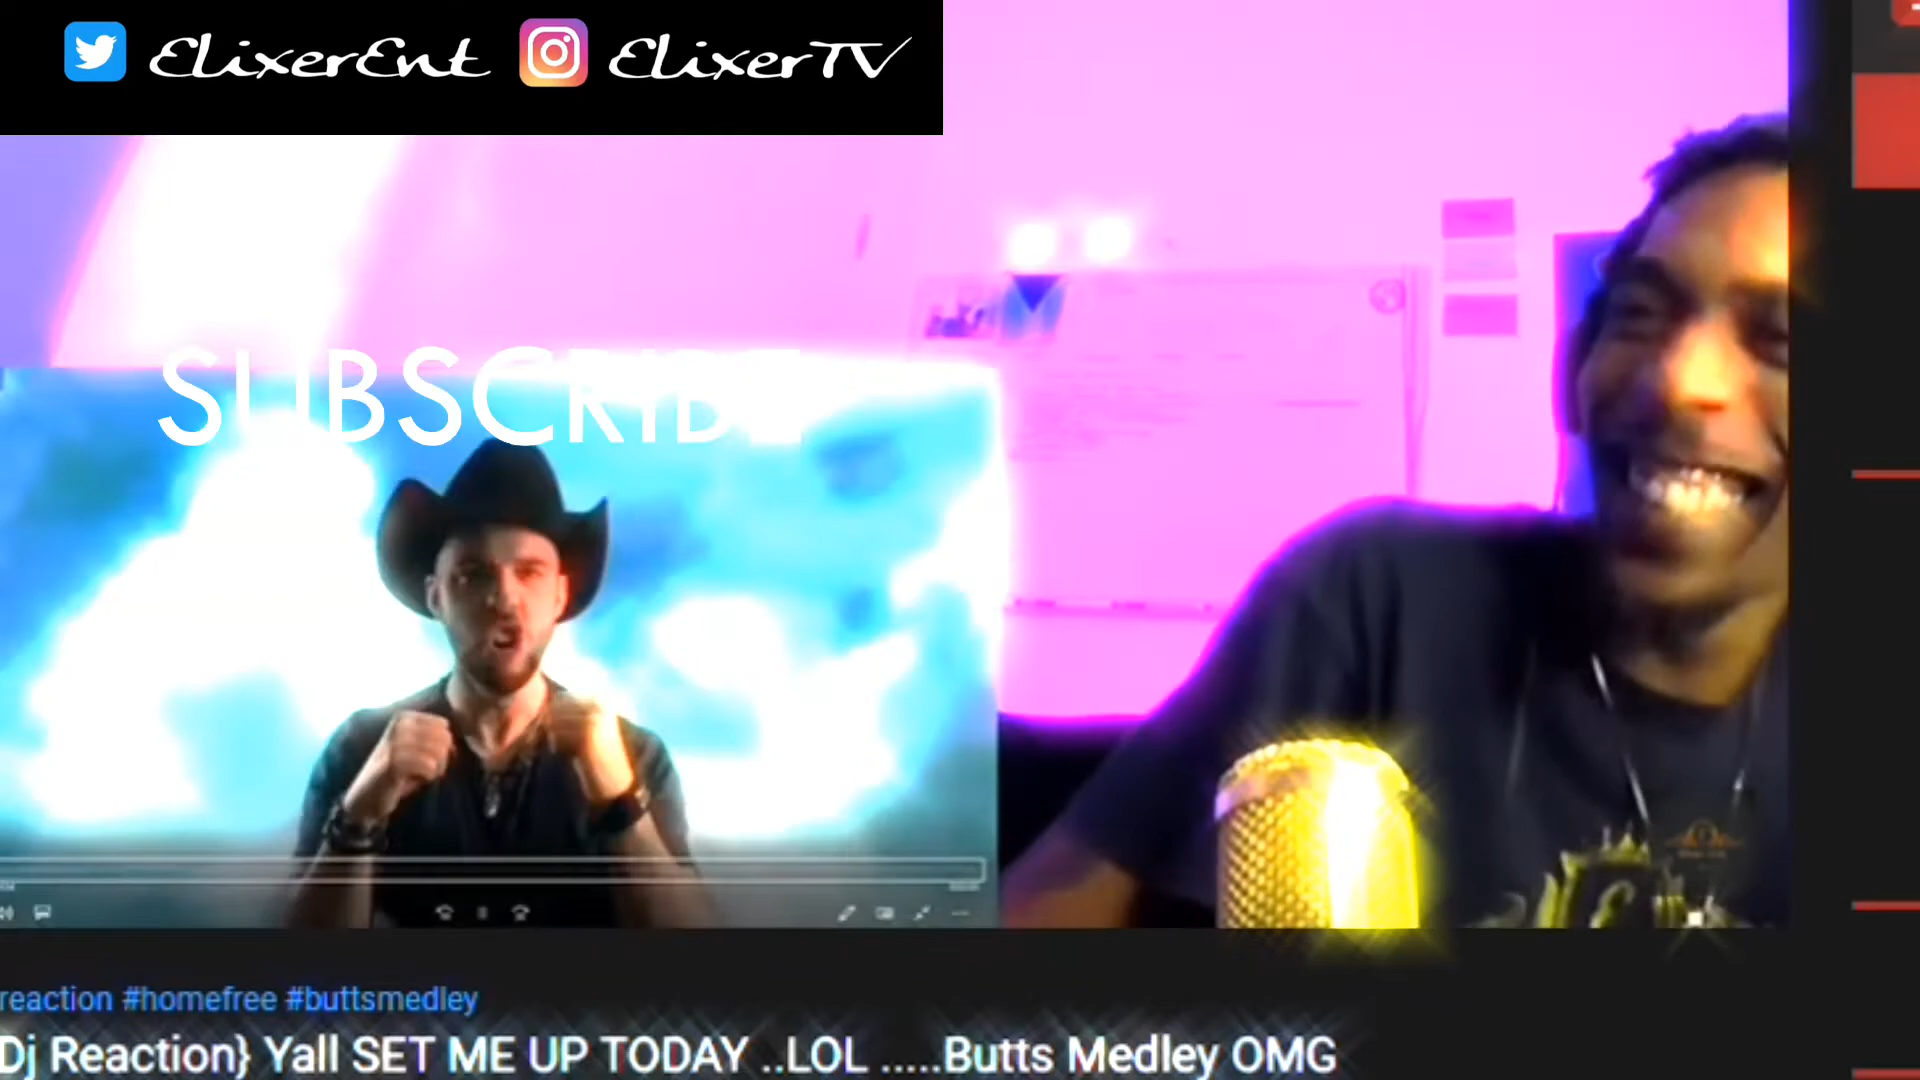 ElixerEnt ElixerTV
SUBSCRIBE
reaction #homefree #buttsmedley
Dj Reaction} Yall SET ME UP TODAY ..LOL .....Butts Medley OMG